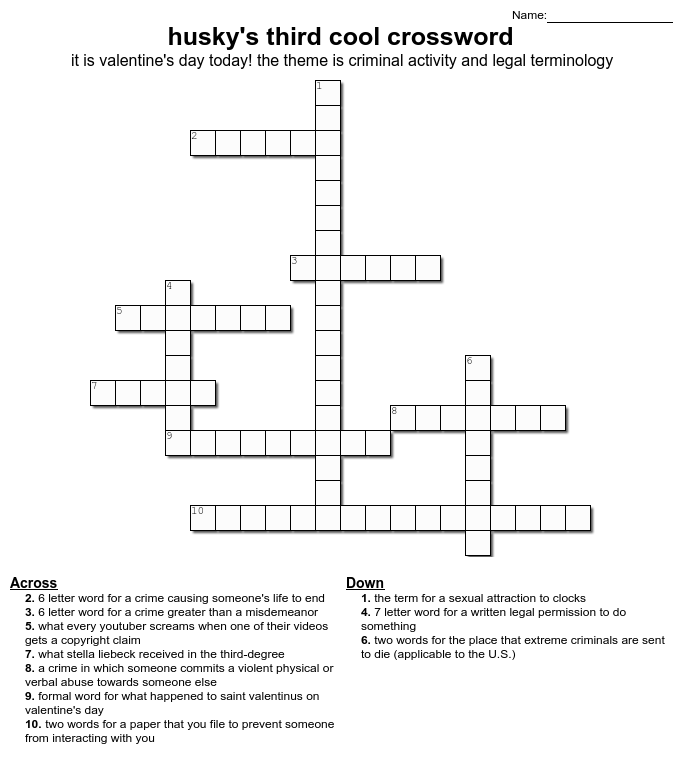 Name:
husky's third cool crossword
it is valentine's day today! the theme is criminal activity and legal terminology
1
2
3
4
5
6
7
8
9
10
Across
2. 6 letter word for a crime causing someone's life to end
3. 6 letter word for a crime greater than a misdemeanor
5. what every youtuber screams when one of their videos
gets a copyright claim
7. what stella liebeck received in the third-degree
8. a crime in which someone commits a violent physical or
verbal abuse towards someone else
9. formal word for what happened to saint valentinus on
valentine's day
10. two words for a paper that you file to prevent someone
from interacting with you
Down
1. the term for a sexual attraction to clocks
4. 7 letter word for a written legal permission to do
something
6. two words for the place that extreme criminals are sent
to die (applicable to the U.S.)